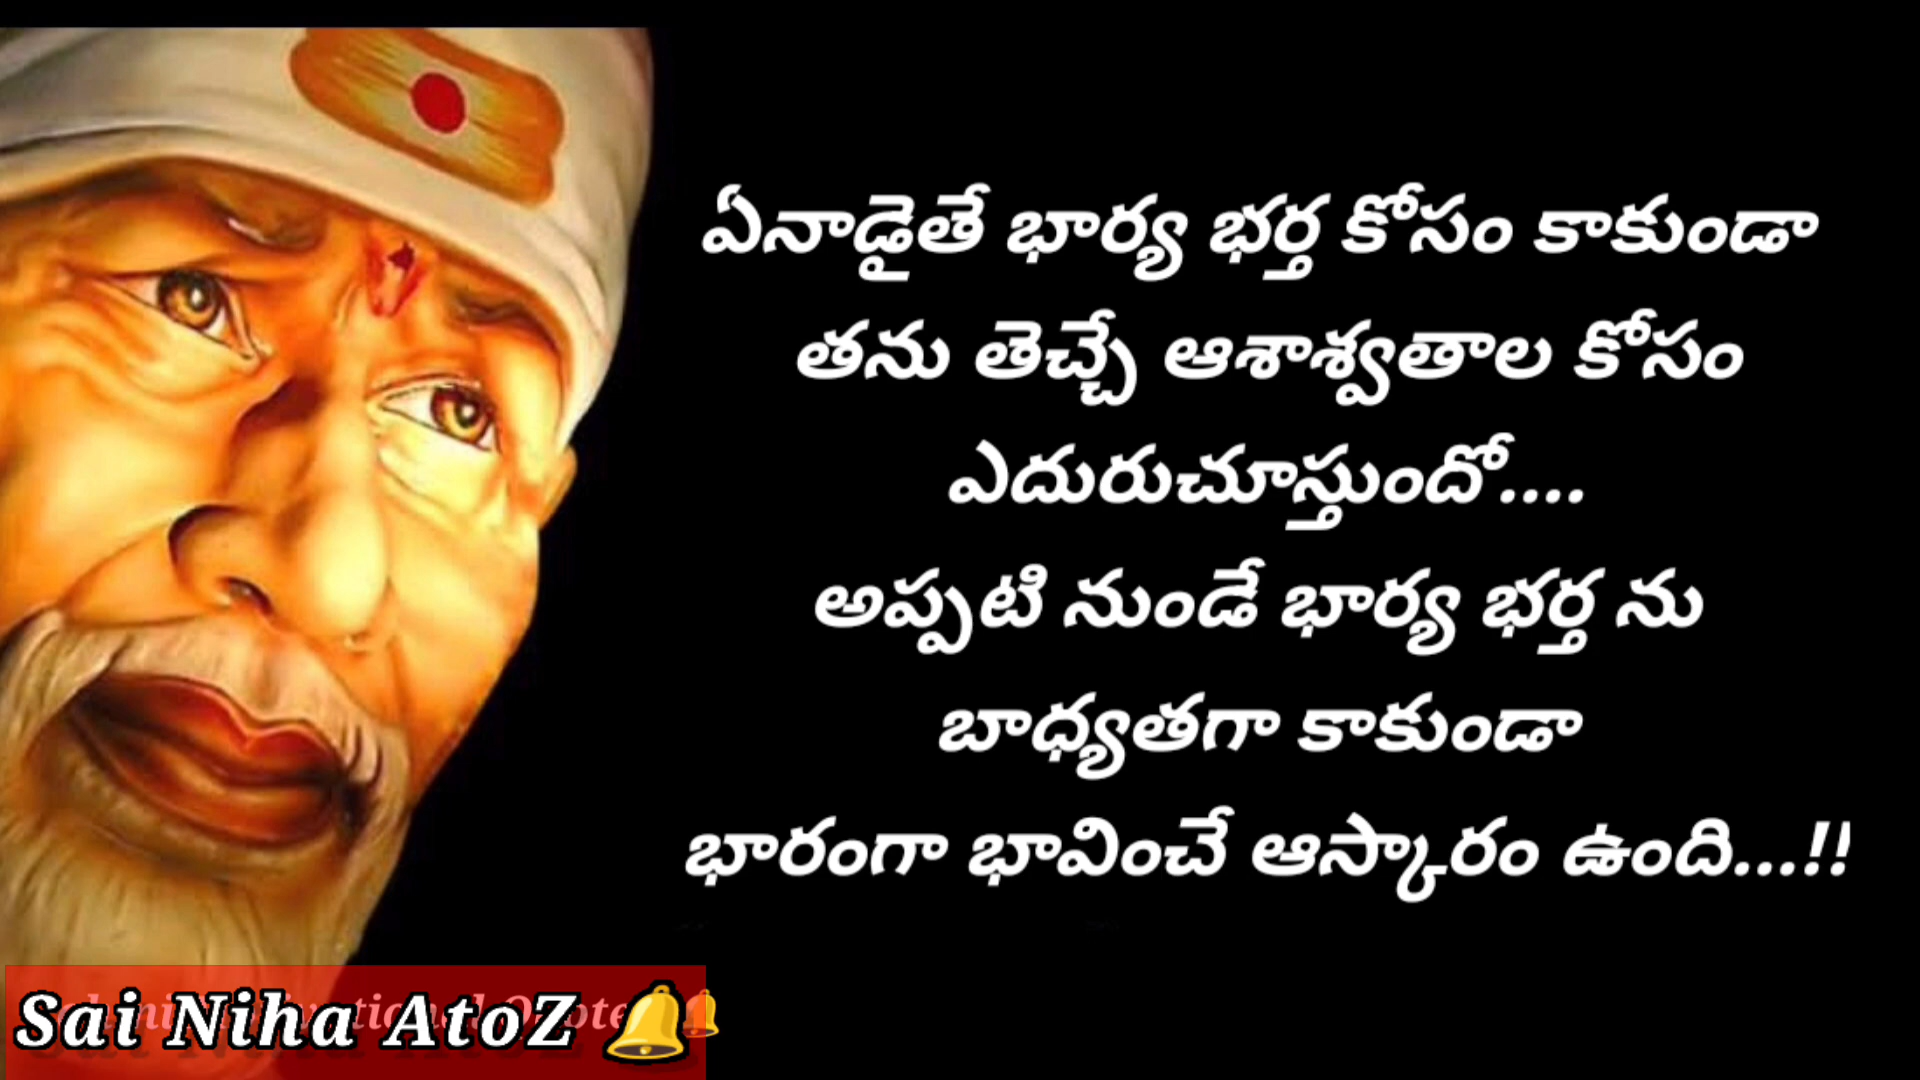 ఏనాడైతే భార్య భర్త కోసం కాకుండా
తను తెచ్చే ఆశాశ్వతాల కోసం
ఎదురుచూస్తుందో....
అప్పటి నుండే భార్య భర్త ను
బాధ్యతగా కాకుండా
భారంగా భావించే ఆస్కారం ఉంది...!!
Sai Niha AtoZ